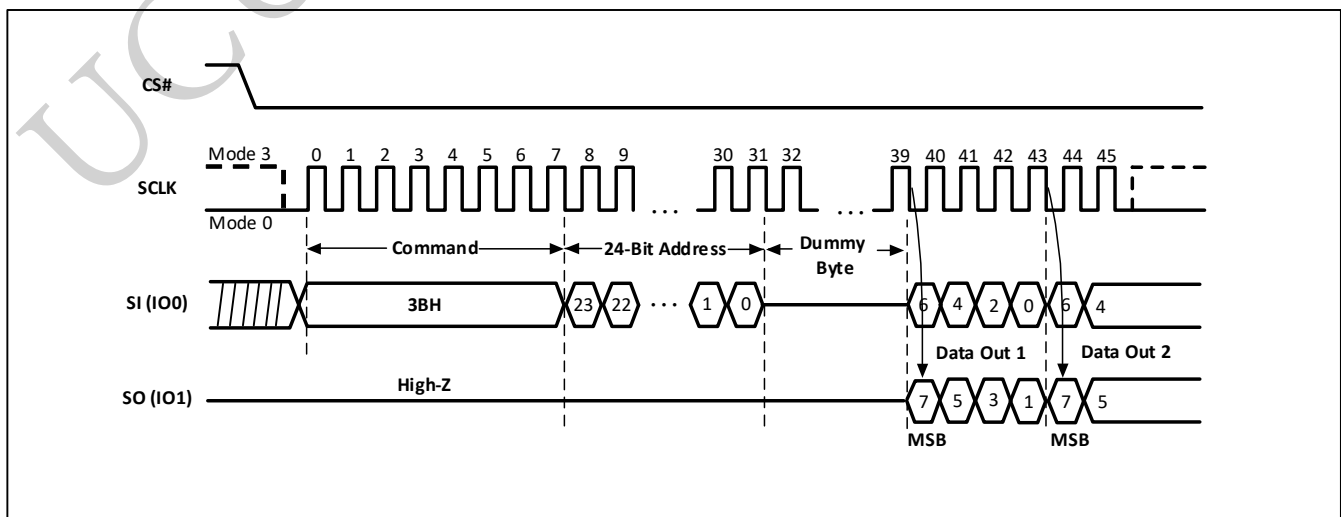 UC
CS#
Mode 3
0 1 2 3 4 5 6 7 8 9 30 31 32 39 40 41 42 43 44 45
SCLK
... ...
Mode 0
Command 24-Bit Address Dummy
Byte
SI (IO0) 3BH 23 22 ... 1 0 6 4 2 0 6 4
Data Out 1 Data Out 2
High-Z
SO (IO1) 7 5 3 1 7 5
MSB MSB